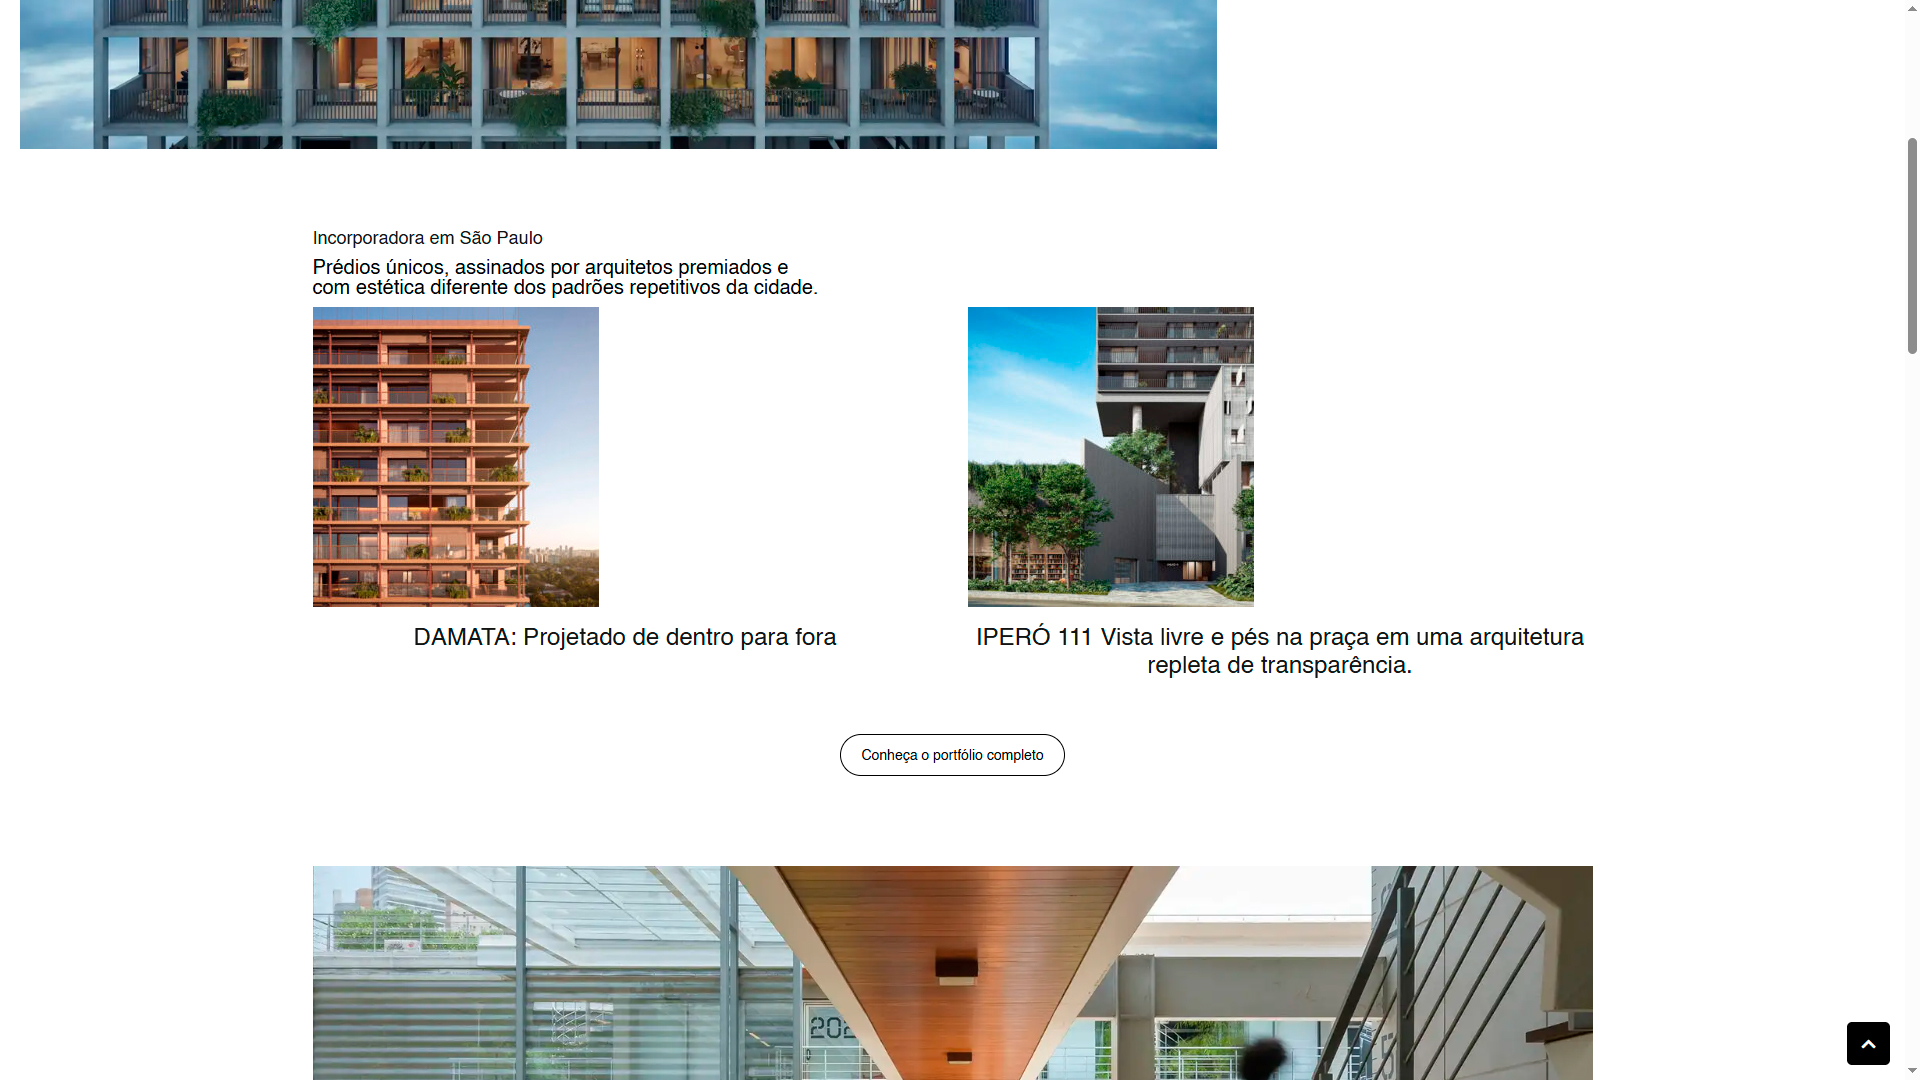 Incorporadora em São Paulo
Prédios únicos, assinados por arquitetos premiados e
com estética diferente dos padrões repetitivos da cidade.
DAMATA: Projetado de dentro para fora
IPERÓ 111 Vista livre e pés na praça em uma arquitetura
repleta de transparência.
Conheça o portfólio completo